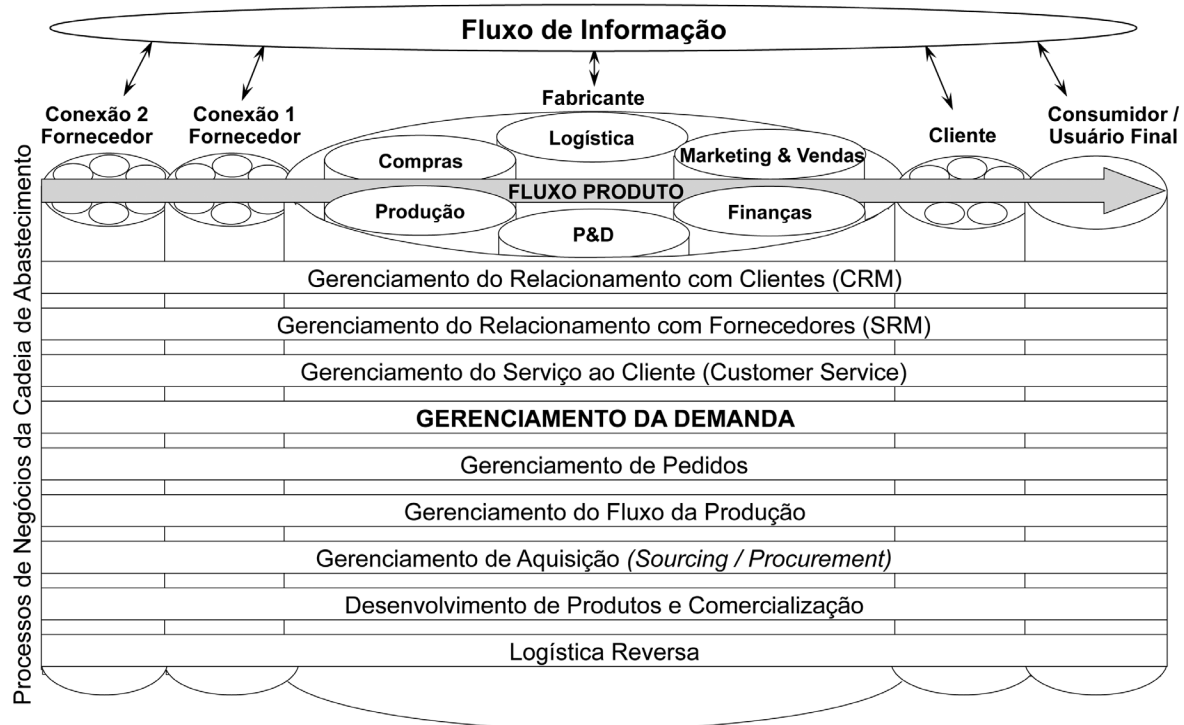 Fluxo de Informação
Conexão 2
Fornecedor
Conexão 1
Fornecedor
Fabricante
Cliente
Consumidor /
Usuário Final
Logística
Compras
Marketing & Vendas
FLUXO PRODUTO
Produção
Finanças
P&D
Processos de Negócios da Cadeia de Abastecimento
Gerenciamento do Relacionamento com Clientes (CRM)
Gerenciamento do Relacionamento com Fornecedores (SRM)
Gerenciamento do Serviço ao Cliente (Customer Service)
GERENCIAMENTO DA DEMANDA
Gerenciamento de Pedidos
Gerenciamento do Fluxo da Produção
Gerenciamento de Aquisição (Sourcing / Procurement)
Desenvolvimento de Produtos e Comercialização
Logística Reversa